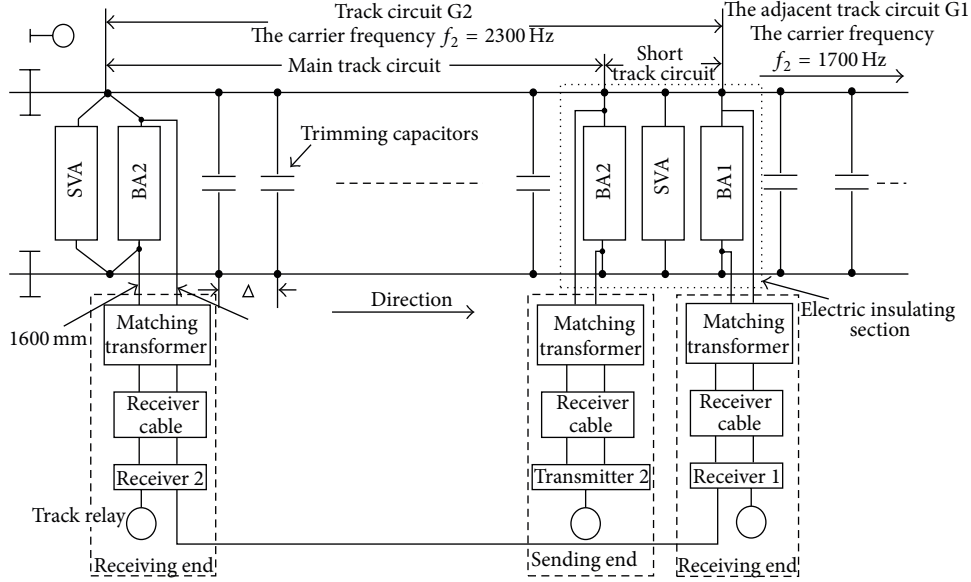 Track circuit G2
The carrier frequency f₂ = 2300 Hz
The adjacent track circuit G1
The carrier frequency
f₂ = 1700 Hz
Main track circuit
Short
track circuit
Trimming capacitors
SVA
BA2
BA2
SVA
BA1
Δ
Direction
1600 mm
Electric insulating
section
Matching
transformer
Matching
transformer
Matching
transformer
Receiver
cable
Receiver
cable
Receiver
cable
Receiver 2
Transmitter 2
Receiver 1
Track relay
Receiving end
Sending end
Receiving end